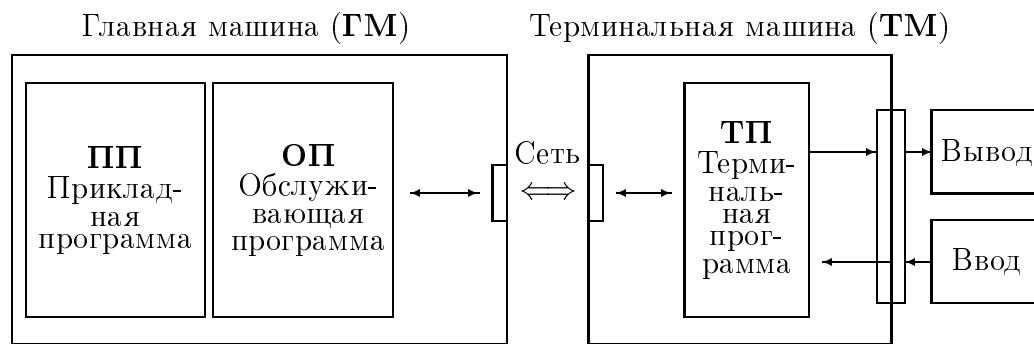 Главная машина (ГМ)
Терминальная машина (ТМ)
ПП
Приклад-
ная
программа
ОП
Обслужи-
вающая
программа
Сеть
ТП
Терми-
наль-
ная
прог-
рамма
Вывод
Ввод